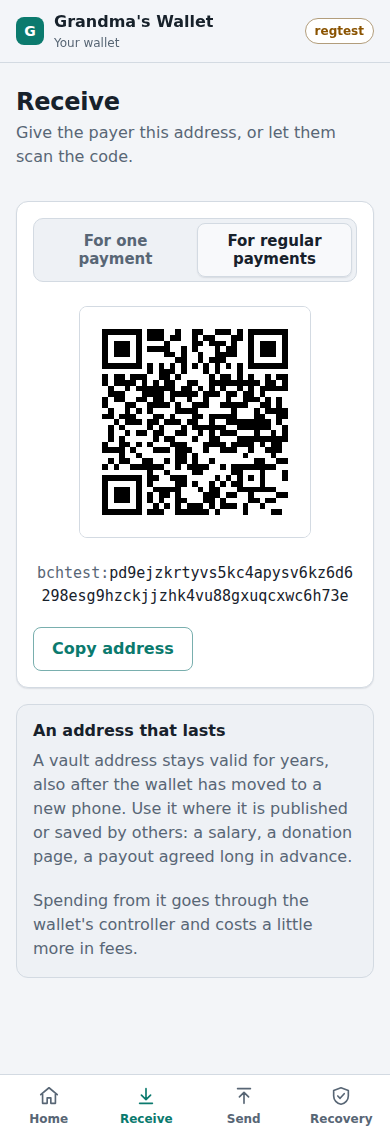 G
Grandma's Wallet
Your wallet
regtest
Receive
Give the payer this address, or let them
scan the code.
For one
payment
For regular
payments
bchtest:pd9ejzkrtyvs5kc4apysv6kz6d6
298esg9hzckjjzhk4vu88gxuqcxwc6h73e
Copy address
An address that lasts
A vault address stays valid for years,
also after the wallet has moved to a
new phone. Use it where it is published
or saved by others: a salary, a donation
page, a payout agreed long in advance.
Spending from it goes through the
wallet's controller and costs a little
more in fees.
Home
Receive
Send
Recovery